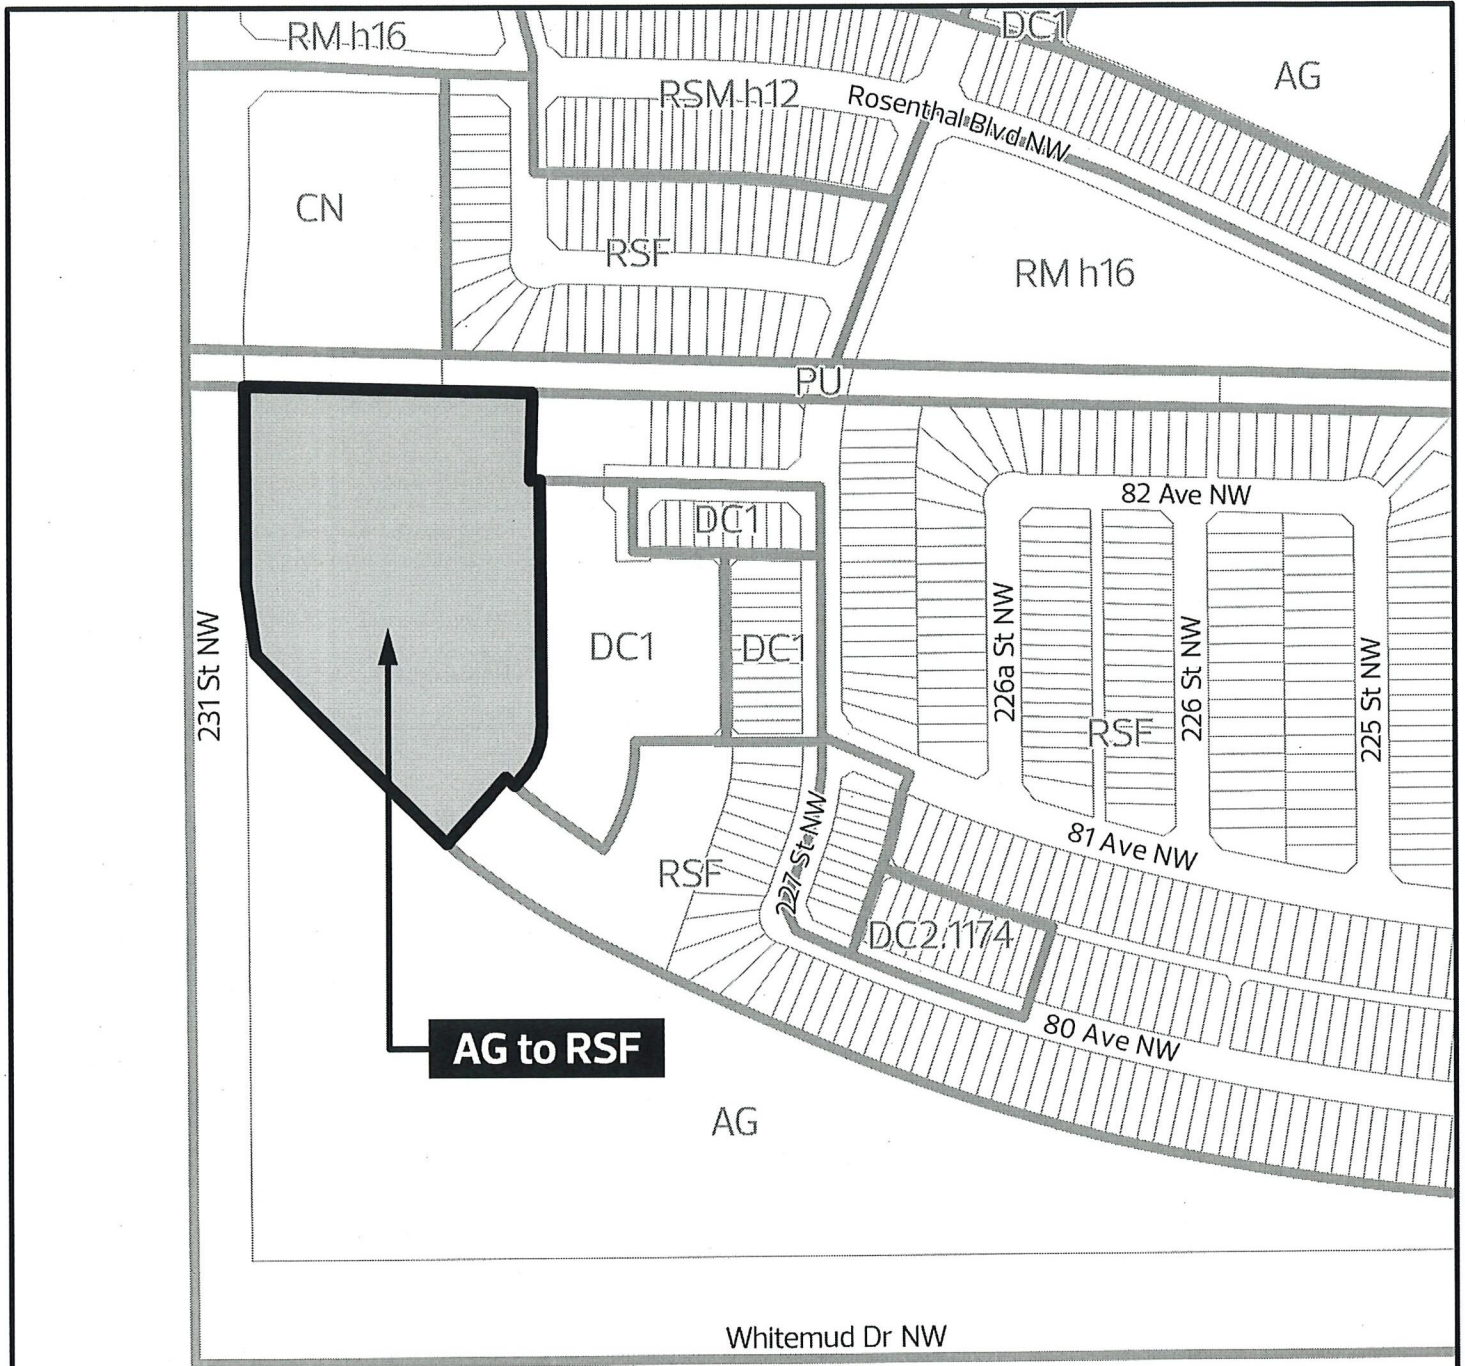 DC1
RM h16
AG
RSM h12
Rosenthal Blvd NW
CN
RSF
RM h16
PU
82 Ave NW
DC1
226a St NW
226 St NW
225 St NW
231 St NW
DC1
DC1
RSF
81 Ave NW
227 St NW
RSF
DC2.1174
80 Ave NW
AG to RSF
AG
Whitemud Dr NW